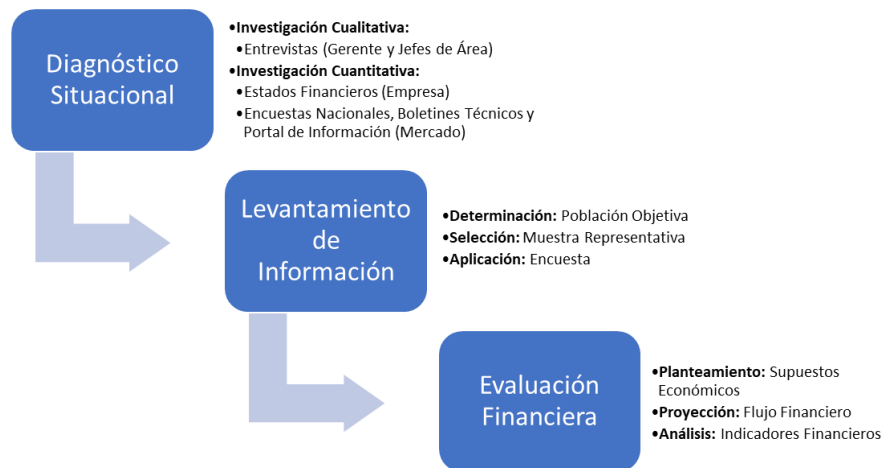 Diagnóstico
Situacional
•Investigación Cualitativa:
•Entrevistas (Gerente y Jefes de Área)
•Investigación Cuantitativa:
•Estados Financieros (Empresa)
•Encuestas Nacionales, Boletines Técnicos y
Portal de Información (Mercado)
Levantamiento
de
Información
•Determinación: Población Objetiva
•Selección: Muestra Representativa
•Aplicación: Encuesta
Evaluación
Financiera
•Planteamiento: Supuestos
Económicos
•Proyección: Flujo Financiero
•Análisis: Indicadores Financieros